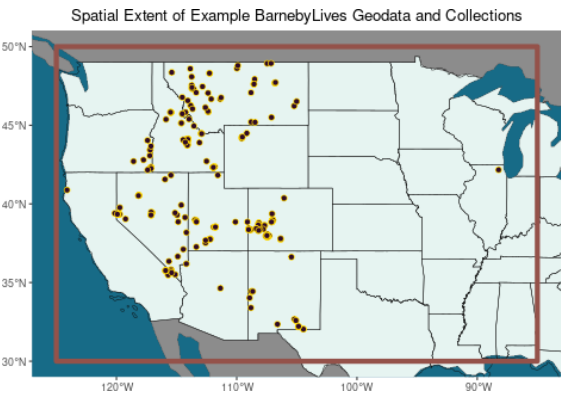 Spatial Extent of Example BarnebyLives Geodata and Collections
50°N
45°N
40°N
35°N
30°N
120°W
110°W
100°W
90°W